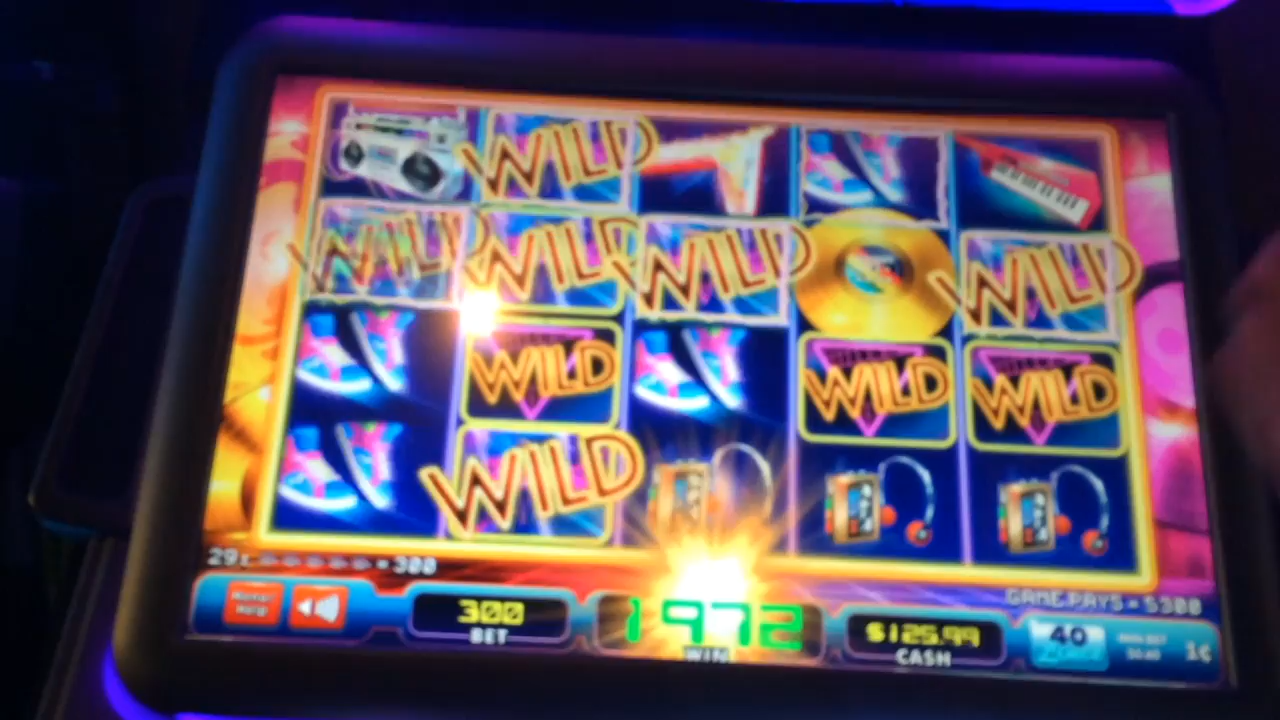 WILD
WILD WILD WILD WILD
WILD WILD WILD
WILD
= 300
GAME PAYS = 5300
300
BET
1972
WIN
$125.99
CASH
40
1¢